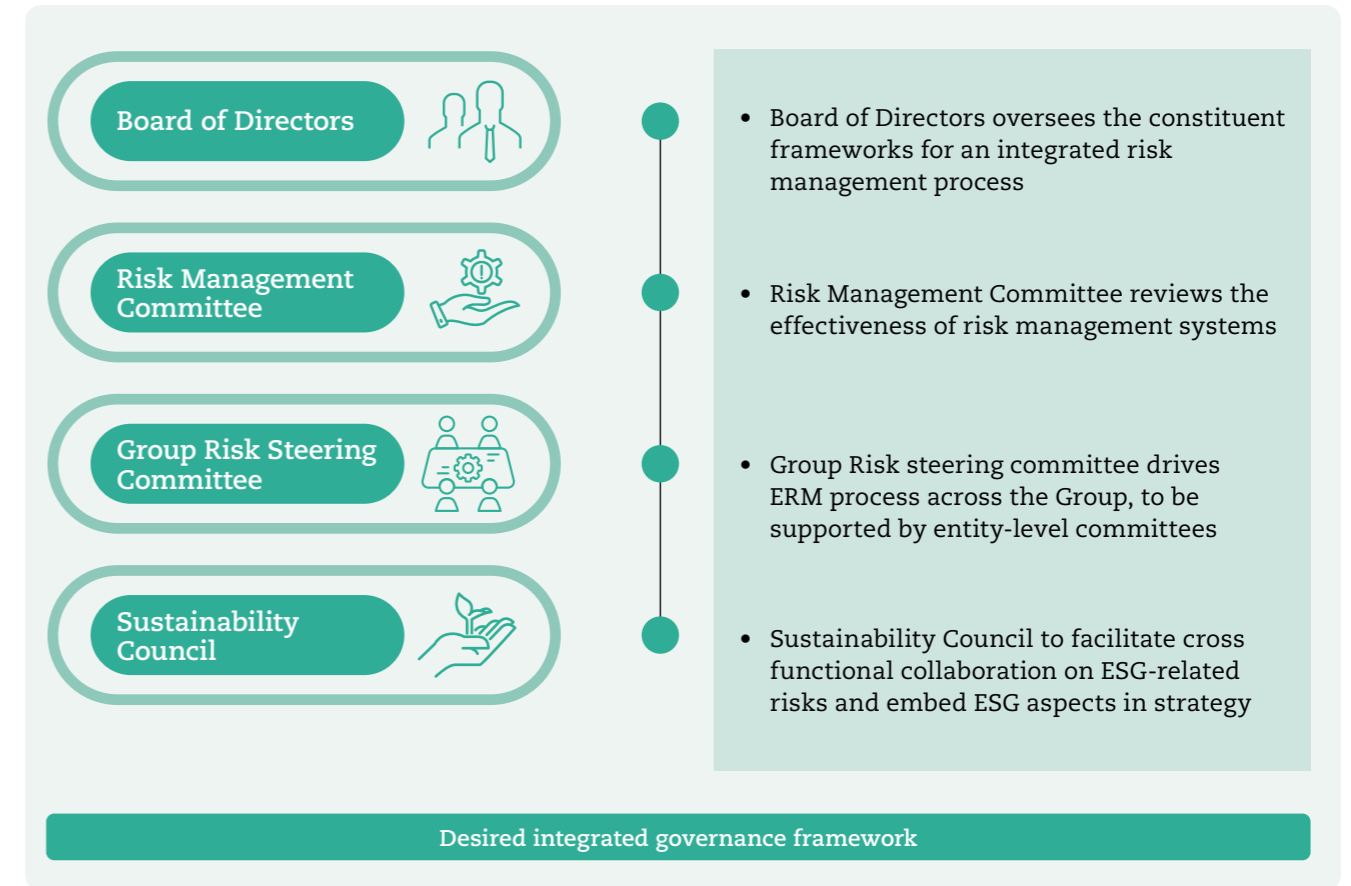 Board of Directors
• Board of Directors oversees the constituent
frameworks for an integrated risk
management process
Risk Management
Committee
• Risk Management Committee reviews the
effectiveness of risk management systems
Group Risk Steering
Committee
• Group Risk steering committee drives
ERM process across the Group, to be
supported by entity-level committees
Sustainability
Council
• Sustainability Council to facilitate cross
functional collaboration on ESG-related
risks and embed ESG aspects in strategy
Desired integrated governance framework